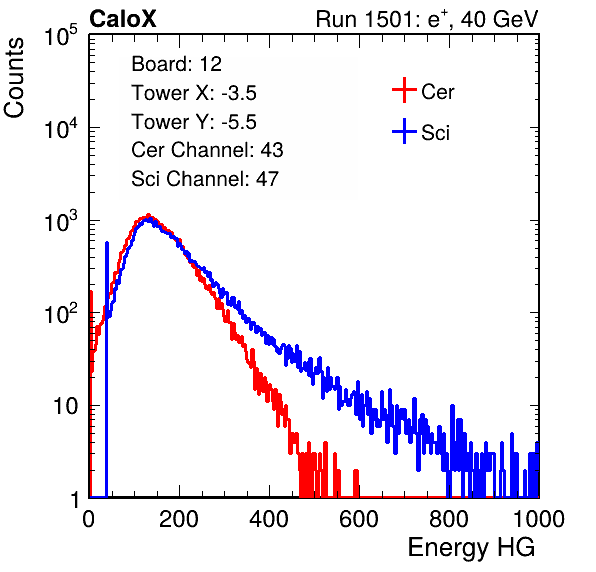 CaloX Run 1501: e⁺, 40 GeV
Counts
Board: 12
Tower X: -3.5
Tower Y: -5.5
Cer Channel: 43
Sci Channel: 47
Cer
Sci
10⁵
10⁴
10³
10²
10
1
0 200 400 600 800 1000
Energy HG